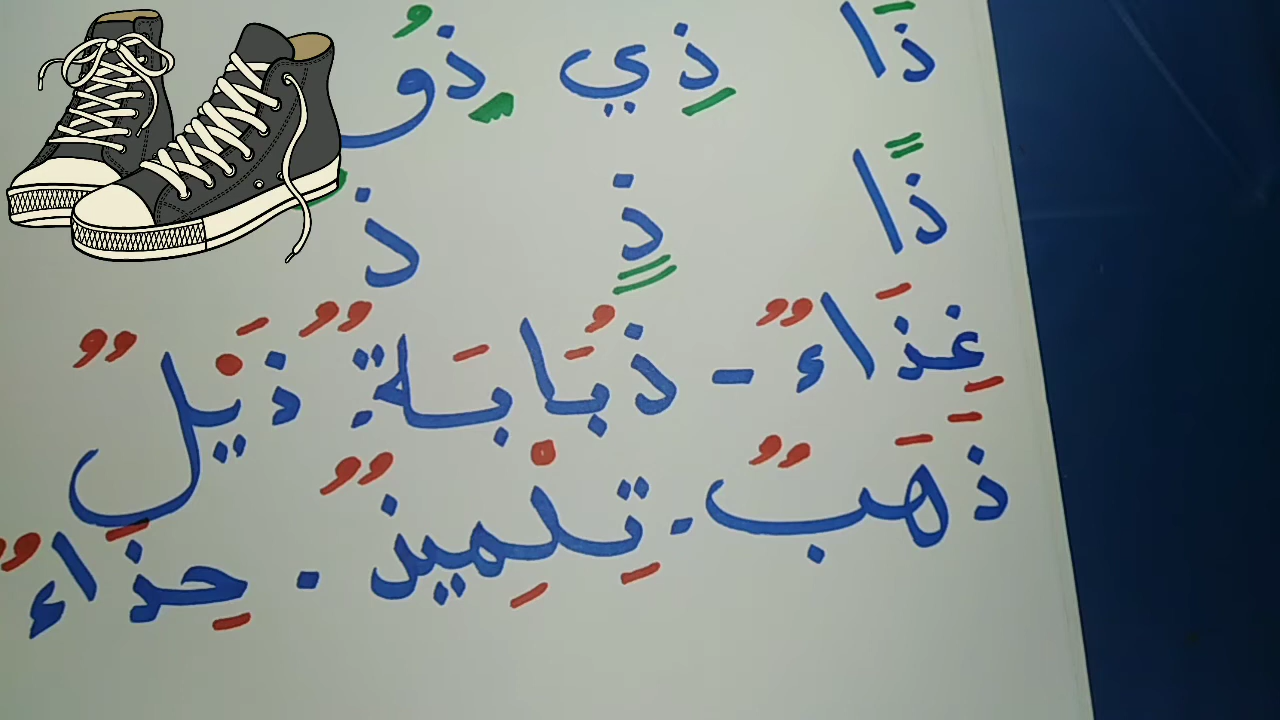 ذَا ذِي ذُو
ذًا ذٍ ذ
غِذَاءٌ - ذُبَابَةٌ. ذَيْلٌ
ذَهَبٌ. تِلْمِيذٌ. حِذَاءٌ